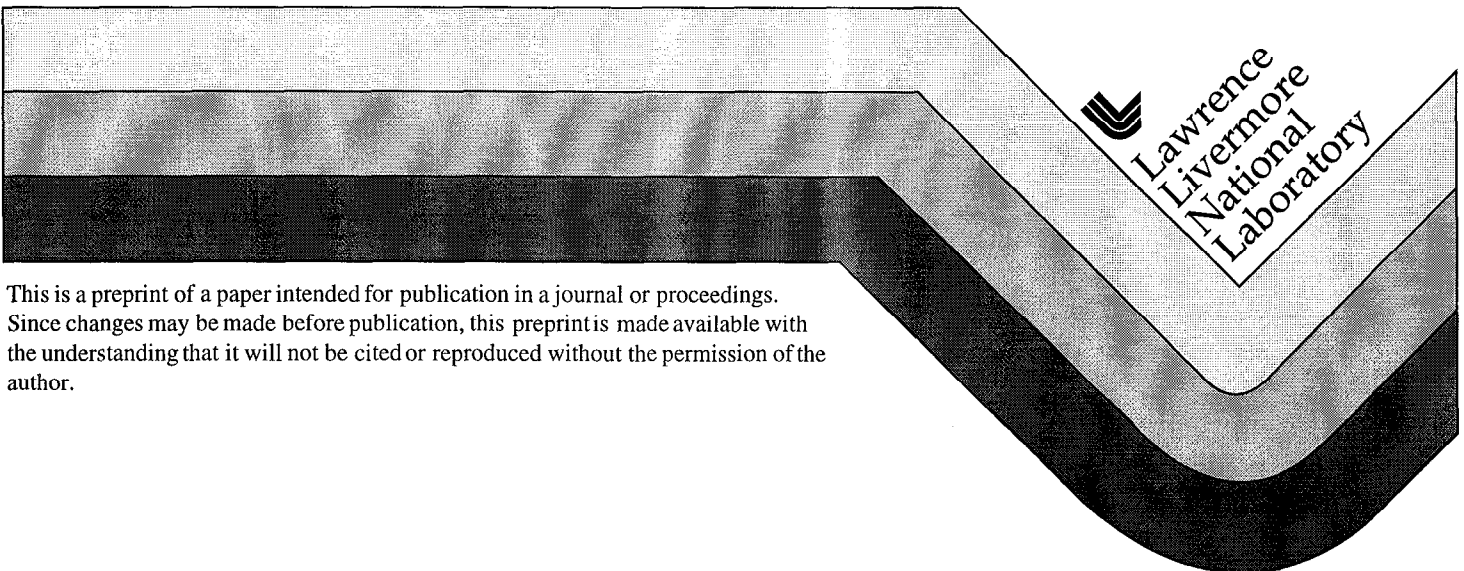 Lawrence
Livermore
National
Laboratory
This is a preprint of a paper intended for publication in a journal or proceedings.
Since changes may be made before publication, this preprint is made available with
the understanding that it will not be cited or reproduced without the permission of the
author.